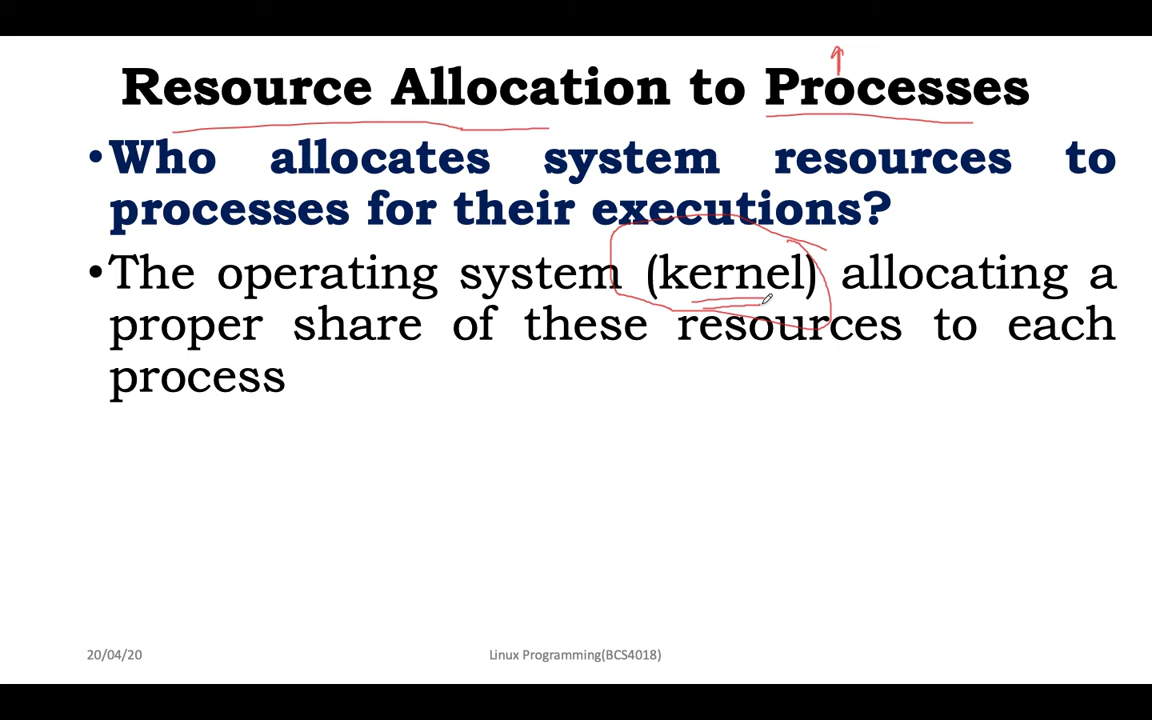 Resource Allocation to Processes
•Who allocates system resources to
processes for their executions?
•The operating system (kernel) allocating a
proper share of these resources to each
process
20/04/20
Linux Programming(BCS4018)